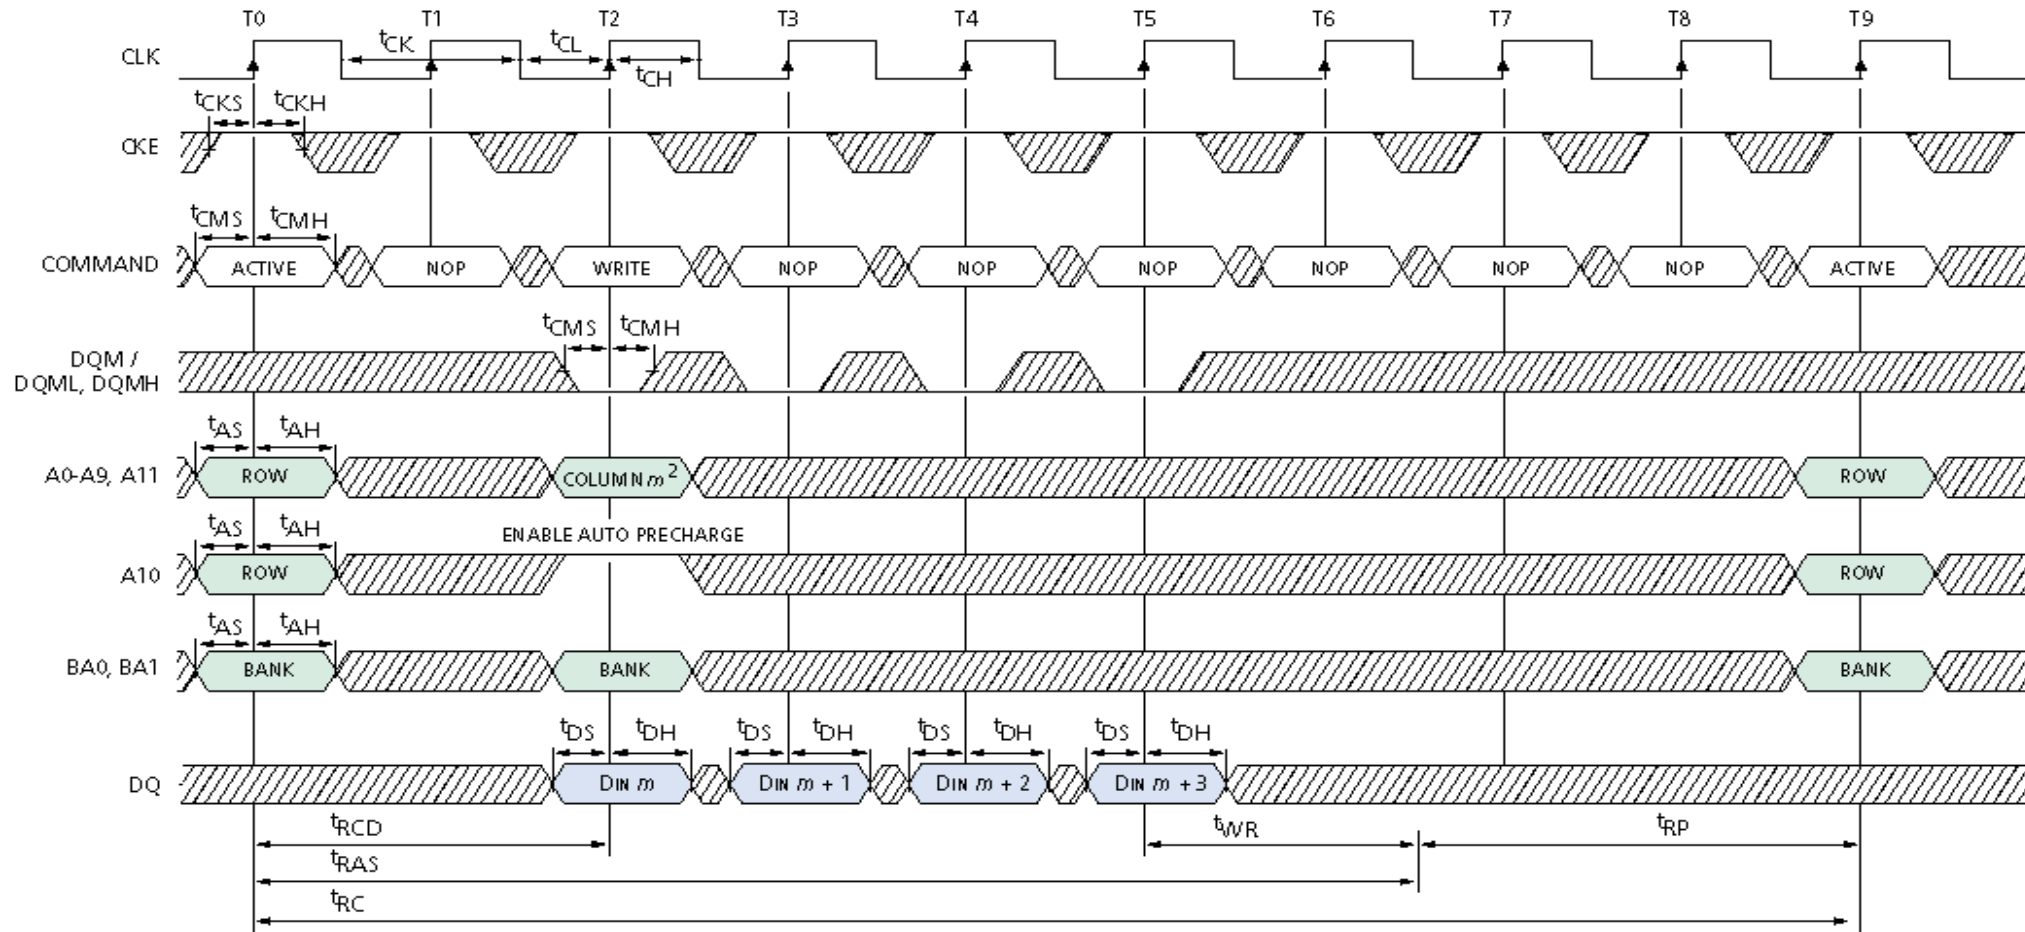 T0 T1 T2 T3 T4 T5 T6 T7 T8 T9
CLK tCK tCL tCH
tCKS tCKH
CKE
tCMS tCMH
COMMAND ACTIVE NOP WRITE NOP NOP NOP NOP NOP NOP ACTIVE
tCMS tCMH
DQM /
DQML, DQMH
tAS tAH
A0-A9, A11 ROW COLUMN m 2 ROW
tAS tAH ENABLE AUTO PRECHARGE
A10 ROW ROW
tAS tAH
BA0, BA1 BANK BANK BANK
tDS tDH tDS tDH tDS tDH tDS tDH
DQ DIN m DIN m + 1 DIN m + 2 DIN m + 3
tRCD tWR tRP
tRAS
tRC